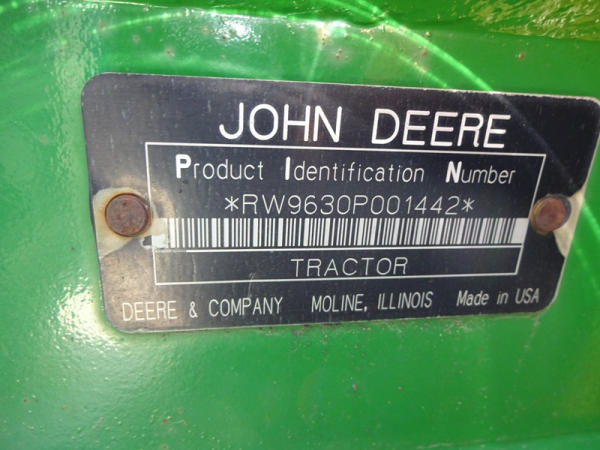 JOHN DEERE
Product Identification Number
*RW9630P001442*
TRACTOR
DEERE & COMPANY MOLINE, ILLINOIS Made in USA